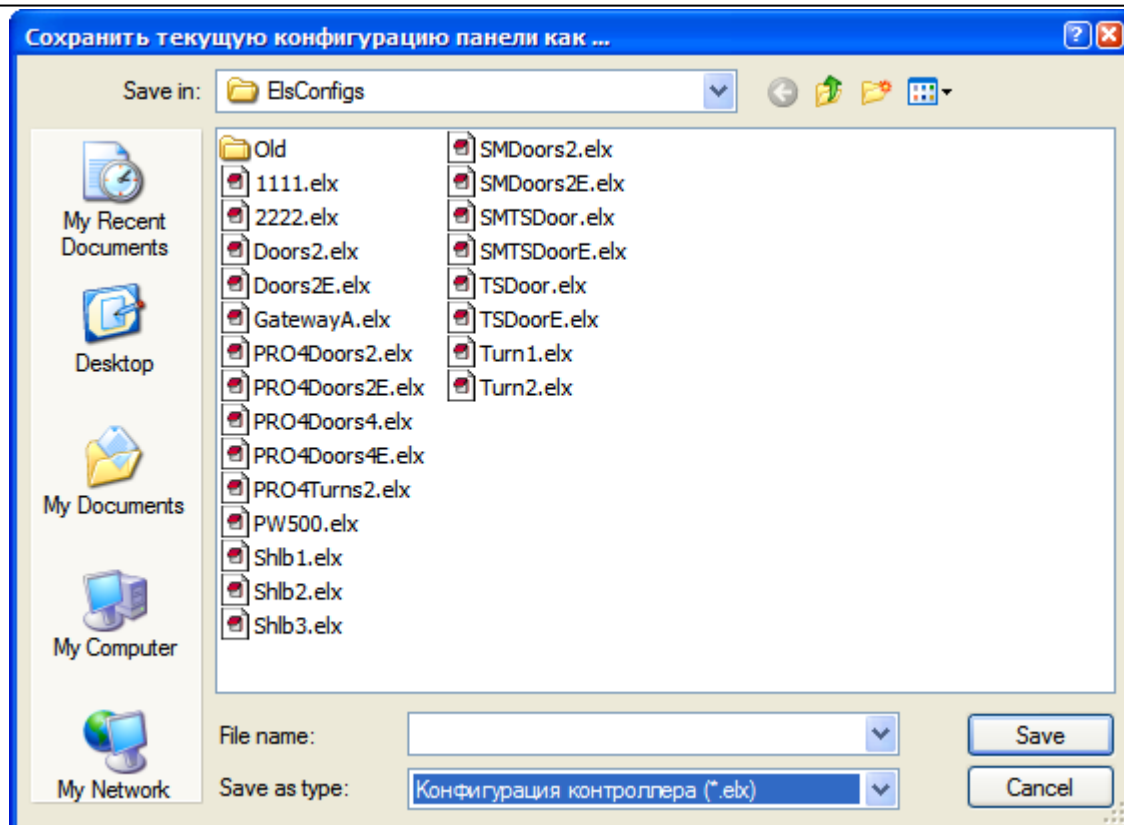 Сохранить текущую конфигурацию панели как ...
Save in:
ElsConfigs
My Recent
Documents
Desktop
My Documents
My Computer
My Network
Old
1111.elx
2222.elx
Doors2.elx
Doors2E.elx
GatewayA.elx
PRO4Doors2.elx
PRO4Doors2E.elx
PRO4Doors4.elx
PRO4Doors4E.elx
PRO4Turns2.elx
PW500.elx
Shlb1.elx
Shlb2.elx
Shlb3.elx
SMDoors2.elx
SMDoors2E.elx
SMTSDoor.elx
SMTSDoorE.elx
TSDoor.elx
TSDoorE.elx
Turn1.elx
Turn2.elx
File name:
Save
Save as type:
Конфигурация контроллера (*.elx)
Cancel